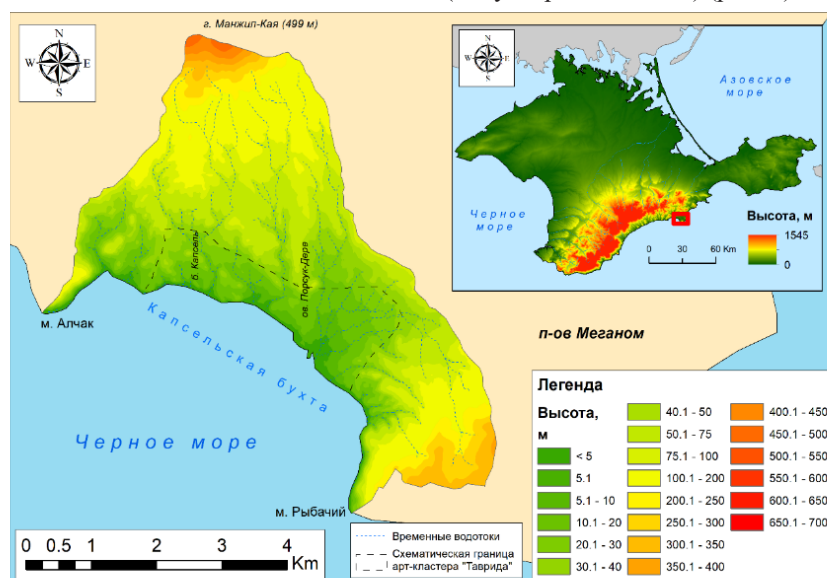 г. Манжил-Кая (499 м)
N
W E
S
б. Капсель
ов. Порсук-Дере
м. Алчак
Капсельская бухта
Черное море
м. Рыбачий
п-ов Меганом
0 0.5 1 2 3 4
Km
Временные водотоки
Схематическая граница
арт-кластера "Таврида"
N
W E
S
Азовское
море
Черное
море
Высота, м
1545
0
0 30 60 Km
Легенда
Высота,
м
< 5
5.1
5.1 - 10
10.1 - 20
20.1 - 30
30.1 - 40
40.1 - 50
50.1 - 75
75.1 - 100
100.1 - 200
200.1 - 250
250.1 - 300
300.1 - 350
350.1 - 400
400.1 - 450
450.1 - 500
500.1 - 550
550.1 - 600
600.1 - 650
650.1 - 700